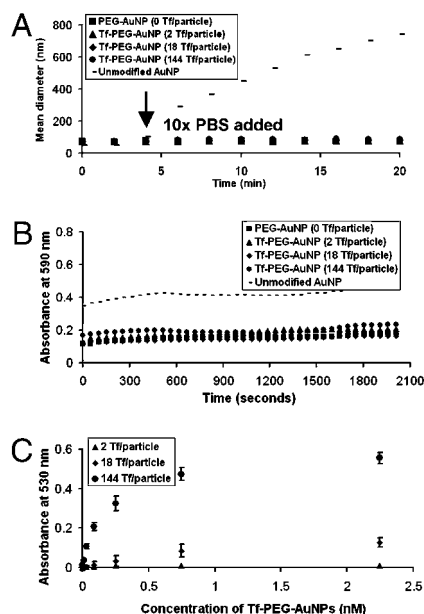 A
800
600
400
200
0
Mean diameter (nm)
PEG-AuNP (0 Tf/particle)
Tf-PEG-AuNP (2 Tf/particle)
Tf-PEG-AuNP (18 Tf/particle)
Tf-PEG-AuNP (144 Tf/particle)
Unmodified AuNP
10x PBS added
0 5 10 15 20
Time (min)
B
0.8
0.6
0.4
0.2
0
Absorbance at 590 nm
PEG-AuNP (0 Tf/particle)
Tf-PEG-AuNP (2 Tf/particle)
Tf-PEG-AuNP (18 Tf/particle)
Tf-PEG-AuNP (144 Tf/particle)
Unmodified AuNP
0 300 600 900 1200 1500 1800 2100
Time (seconds)
C
0.6
0.4
0.2
0
Absorbance at 530 nm
2 Tf/particle
18 Tf/particle
144 Tf/particle
0 0.5 1 1.5 2 2.5
Concentration of Tf-PEG-AuNPs (nM)